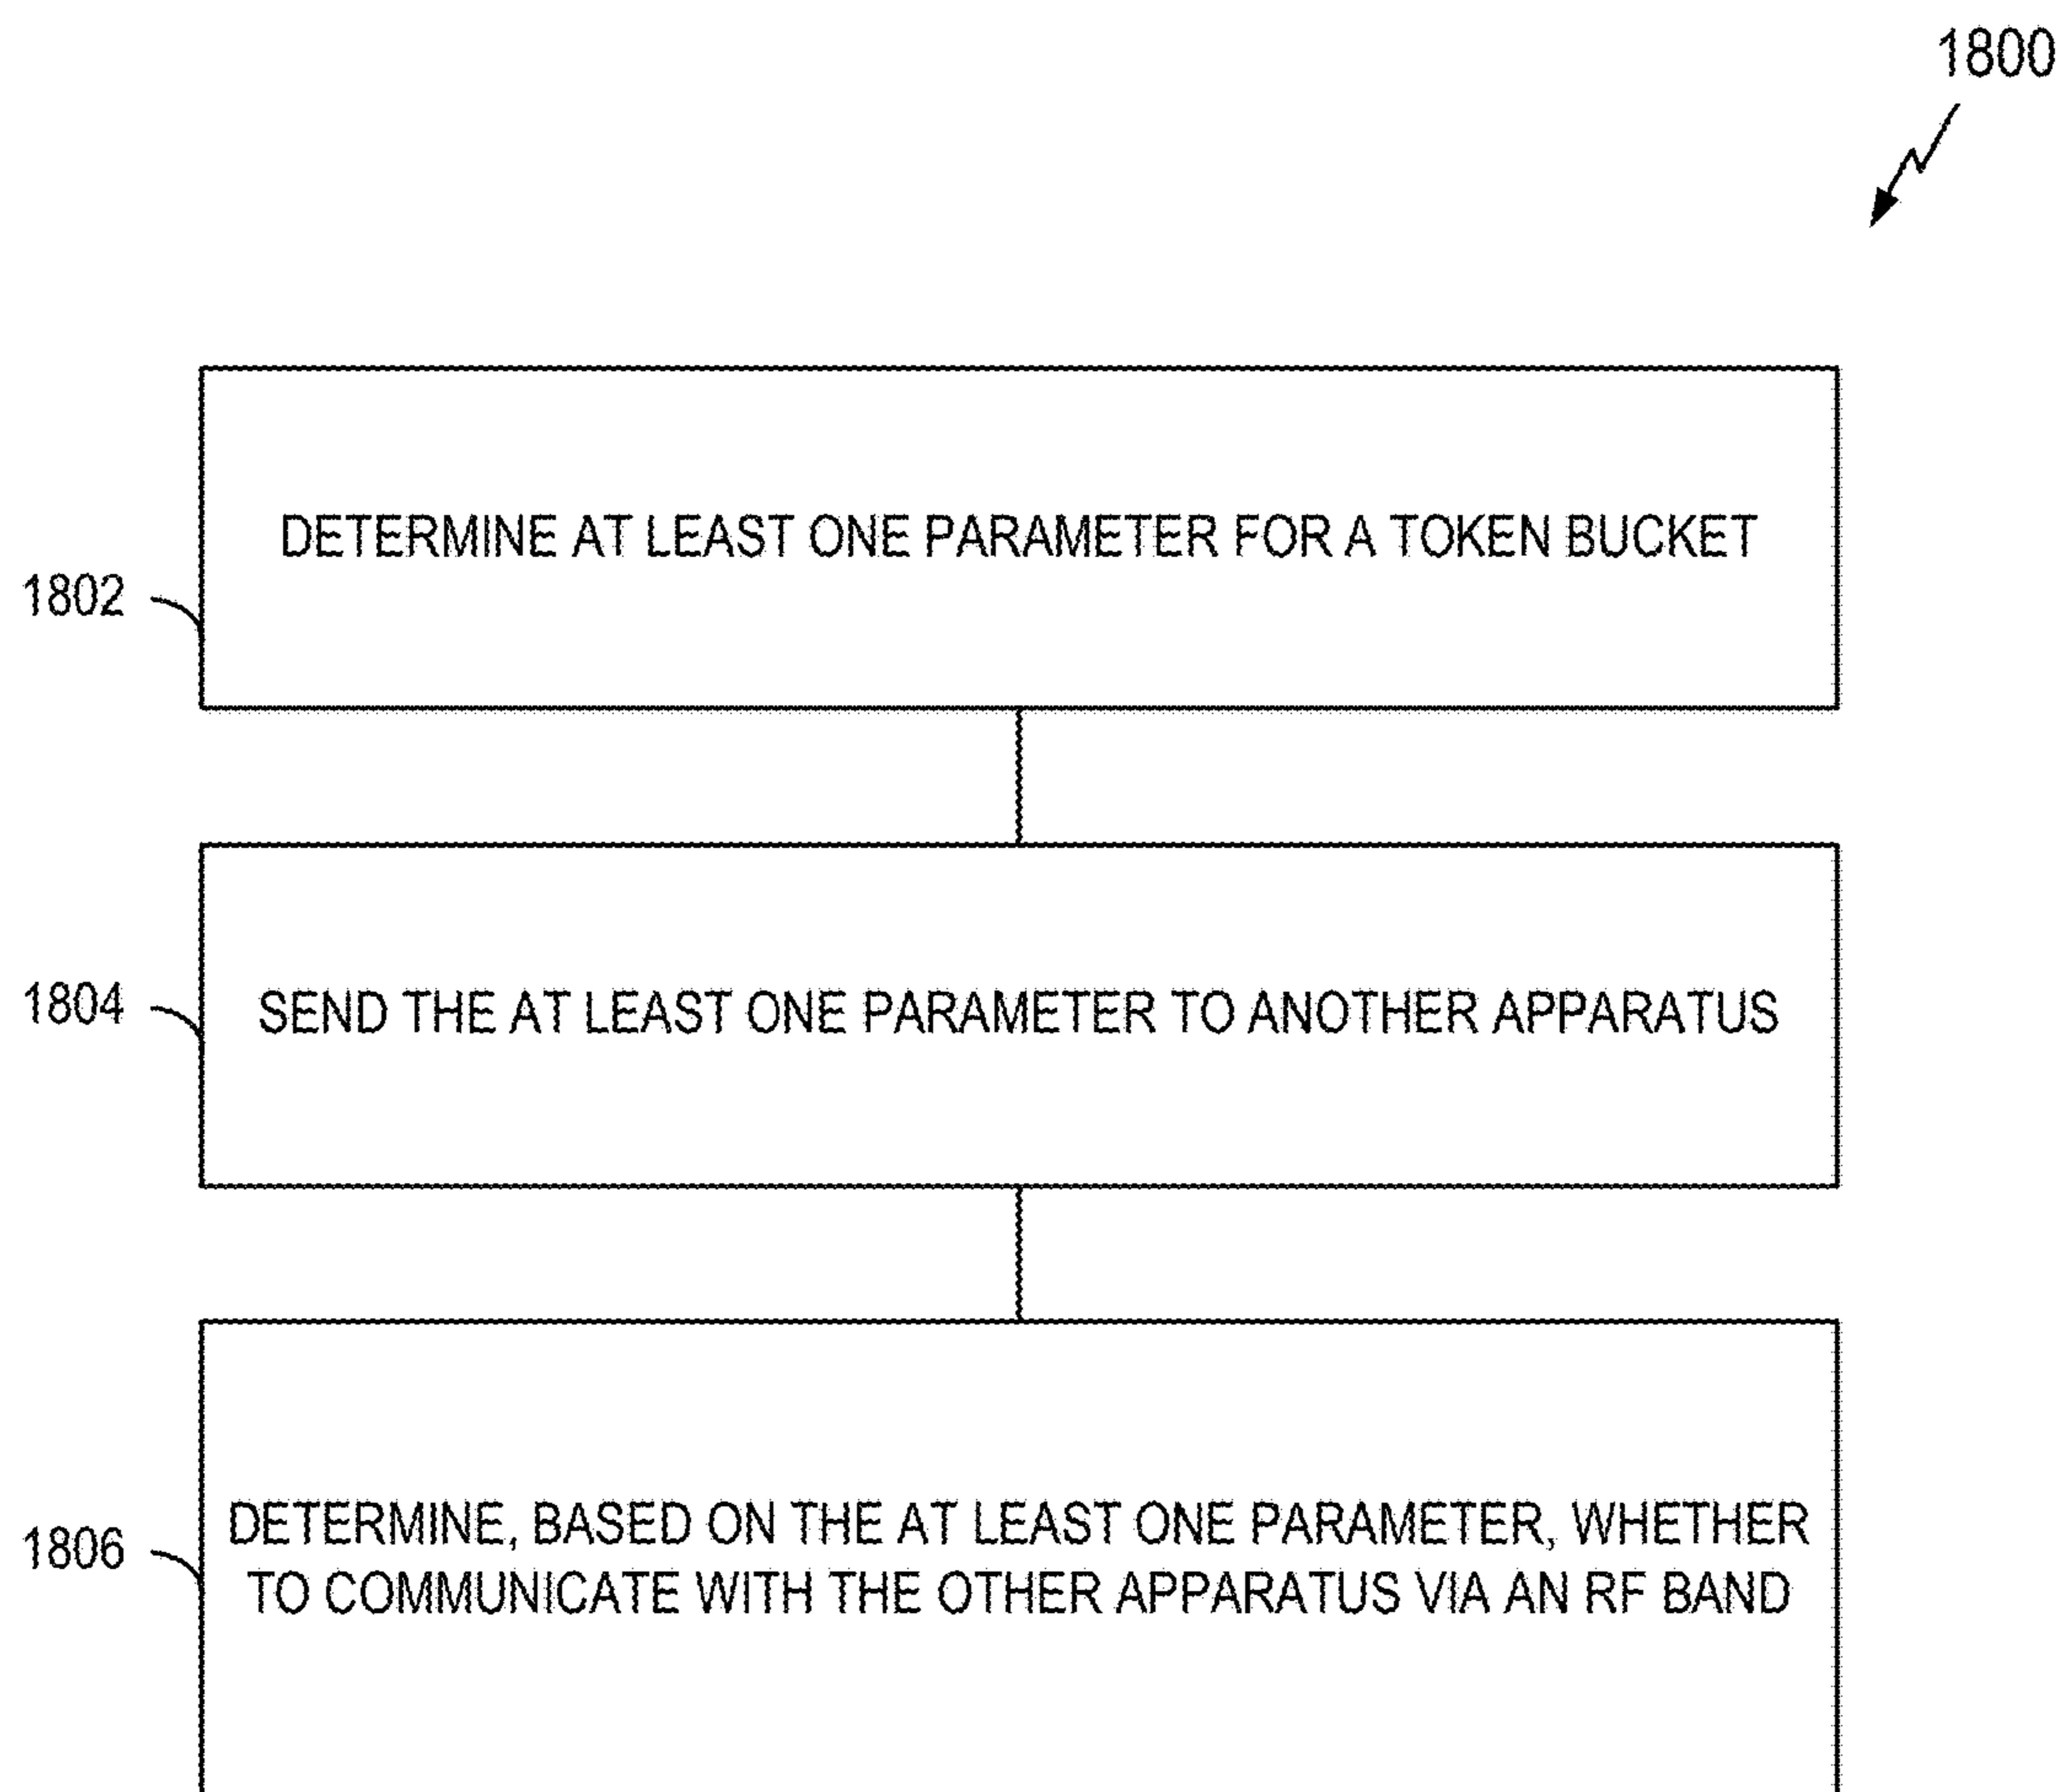 1800
DETERMINE AT LEAST ONE PARAMETER FOR A TOKEN BUCKET
1802
1804
SEND THE AT LEAST ONE PARAMETER TO ANOTHER APPARATUS
1806
DETERMINE, BASED ON THE AT LEAST ONE PARAMETER, WHETHER
TO COMMUNICATE WITH THE OTHER APPARATUS VIA AN RF BAND